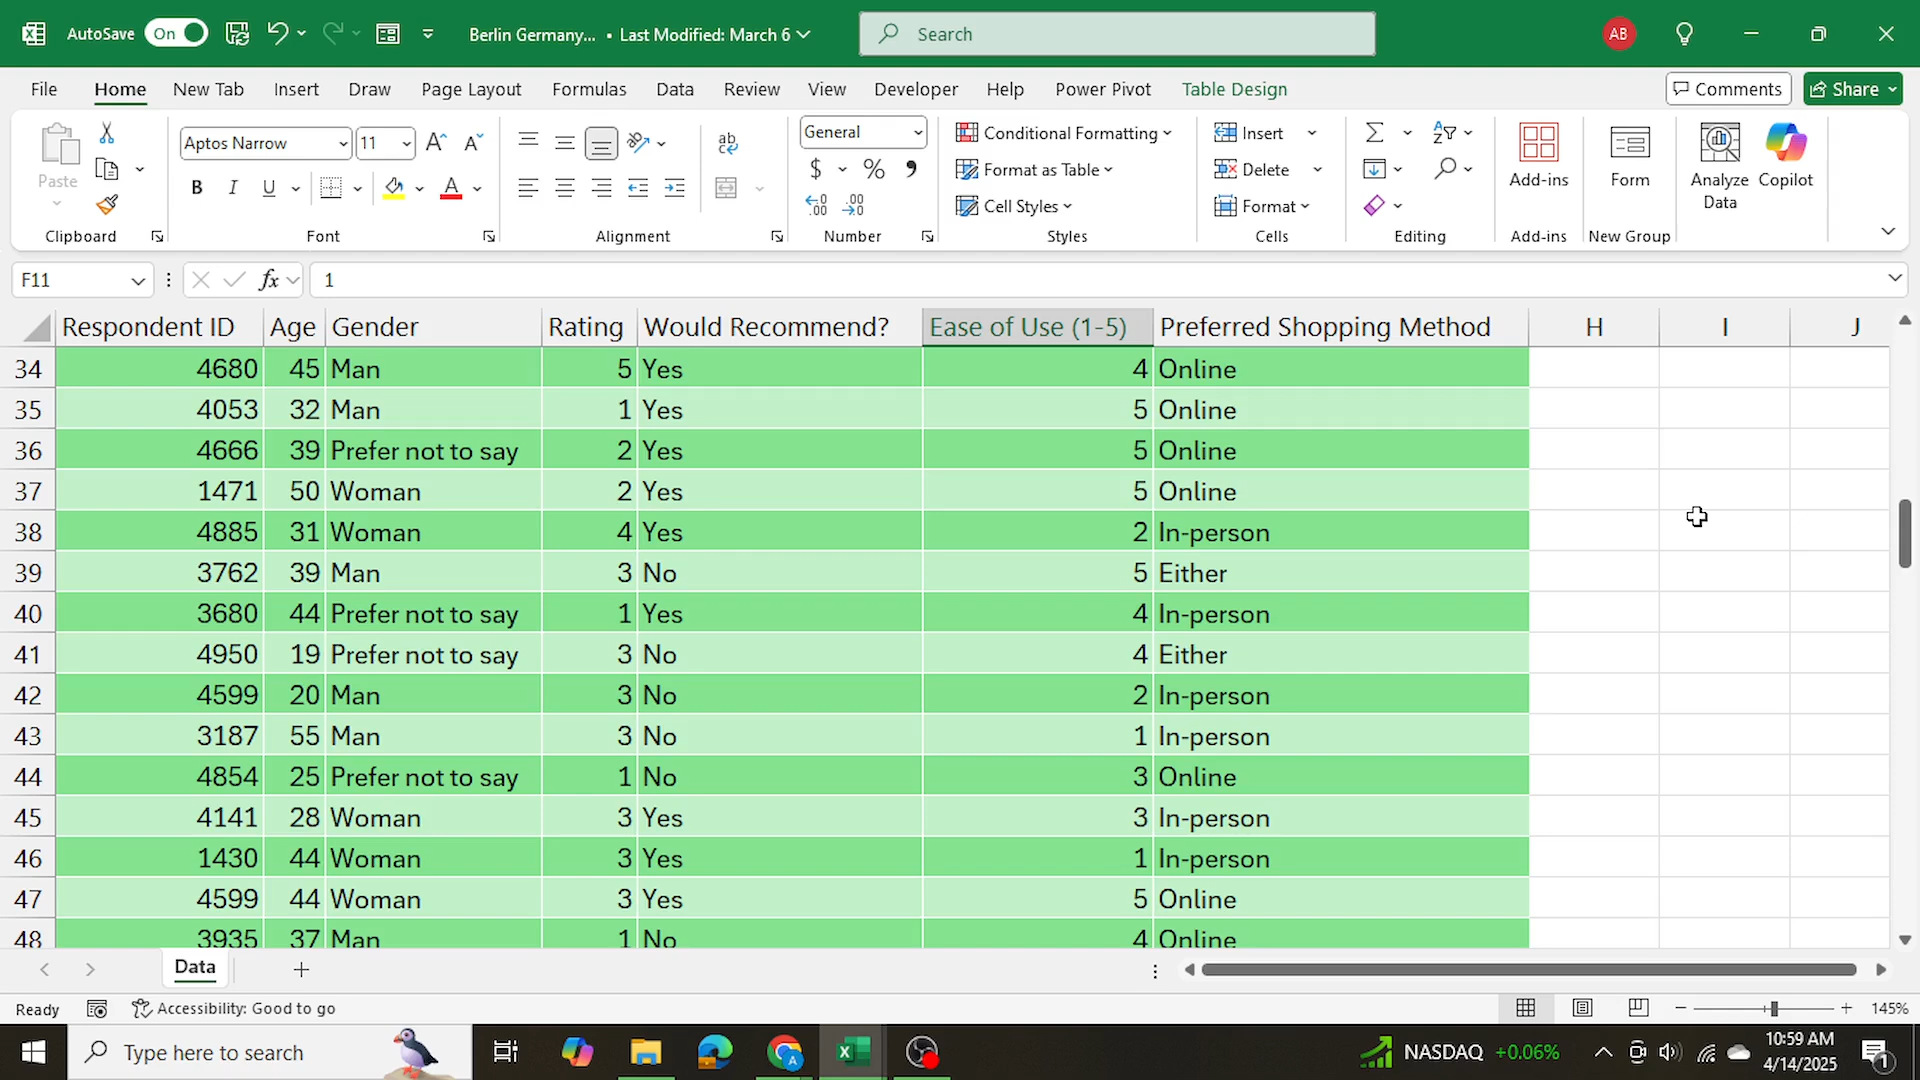 AutoSave On Berlin Germany... • Last Modified: March 6 Search AB
File Home New Tab Insert Draw Page Layout Formulas Data Review View Developer Help Power Pivot Table Design Comments Share
Paste Aptos Narrow 11 General Conditional Formatting Insert
B I U $ % Format as Table Delete Add-ins Form Analyze Data Copilot
Cell Styles Format
Clipboard Font Alignment Number Styles Cells Editing Add-ins New Group
F11 fx 1
Respondent ID Age Gender Rating Would Recommend? Ease of Use (1-5) Preferred Shopping Method H I J
34 4680 45 Man 5 Yes 4 Online
35 4053 32 Man 1 Yes 5 Online
36 4666 39 Prefer not to say 2 Yes 5 Online
37 1471 50 Woman 2 Yes 5 Online
38 4885 31 Woman 4 Yes 2 In-person
39 3762 39 Man 3 No 5 Either
40 3680 44 Prefer not to say 1 Yes 4 In-person
41 4950 19 Prefer not to say 3 No 4 Either
42 4599 20 Man 3 No 2 In-person
43 3187 55 Man 3 No 1 In-person
44 4854 25 Prefer not to say 1 No 3 Online
45 4141 28 Woman 3 Yes 3 In-person
46 1430 44 Woman 3 Yes 1 In-person
47 4599 44 Woman 3 Yes 5 Online
48 3935 37 Man 1 No 4 Online
Data
Ready Accessibility: Good to go 145%
Type here to search NASDAQ +0.06% 10:59 AM
4/14/2025 1